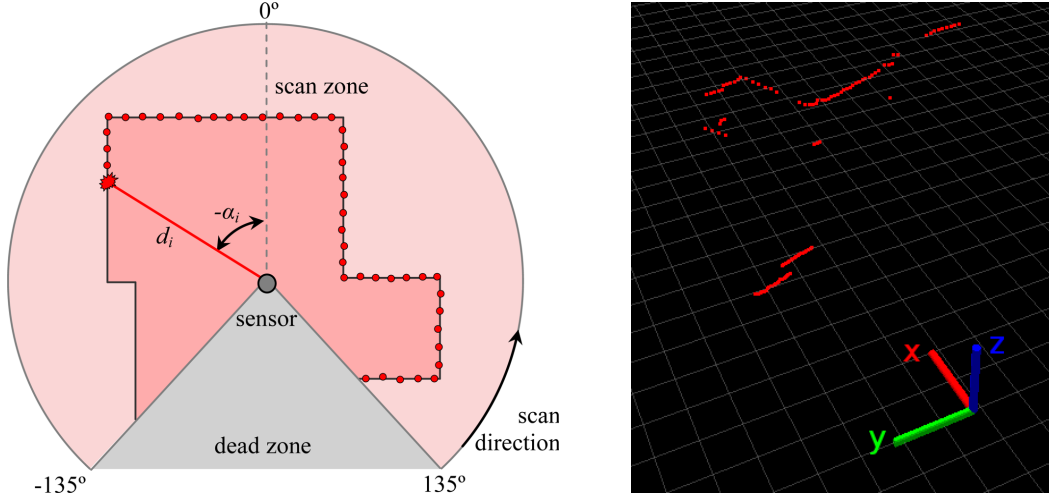 0º
scan zone
-αi
di
sensor
scan
direction
dead zone
-135º
135º
x
z
y